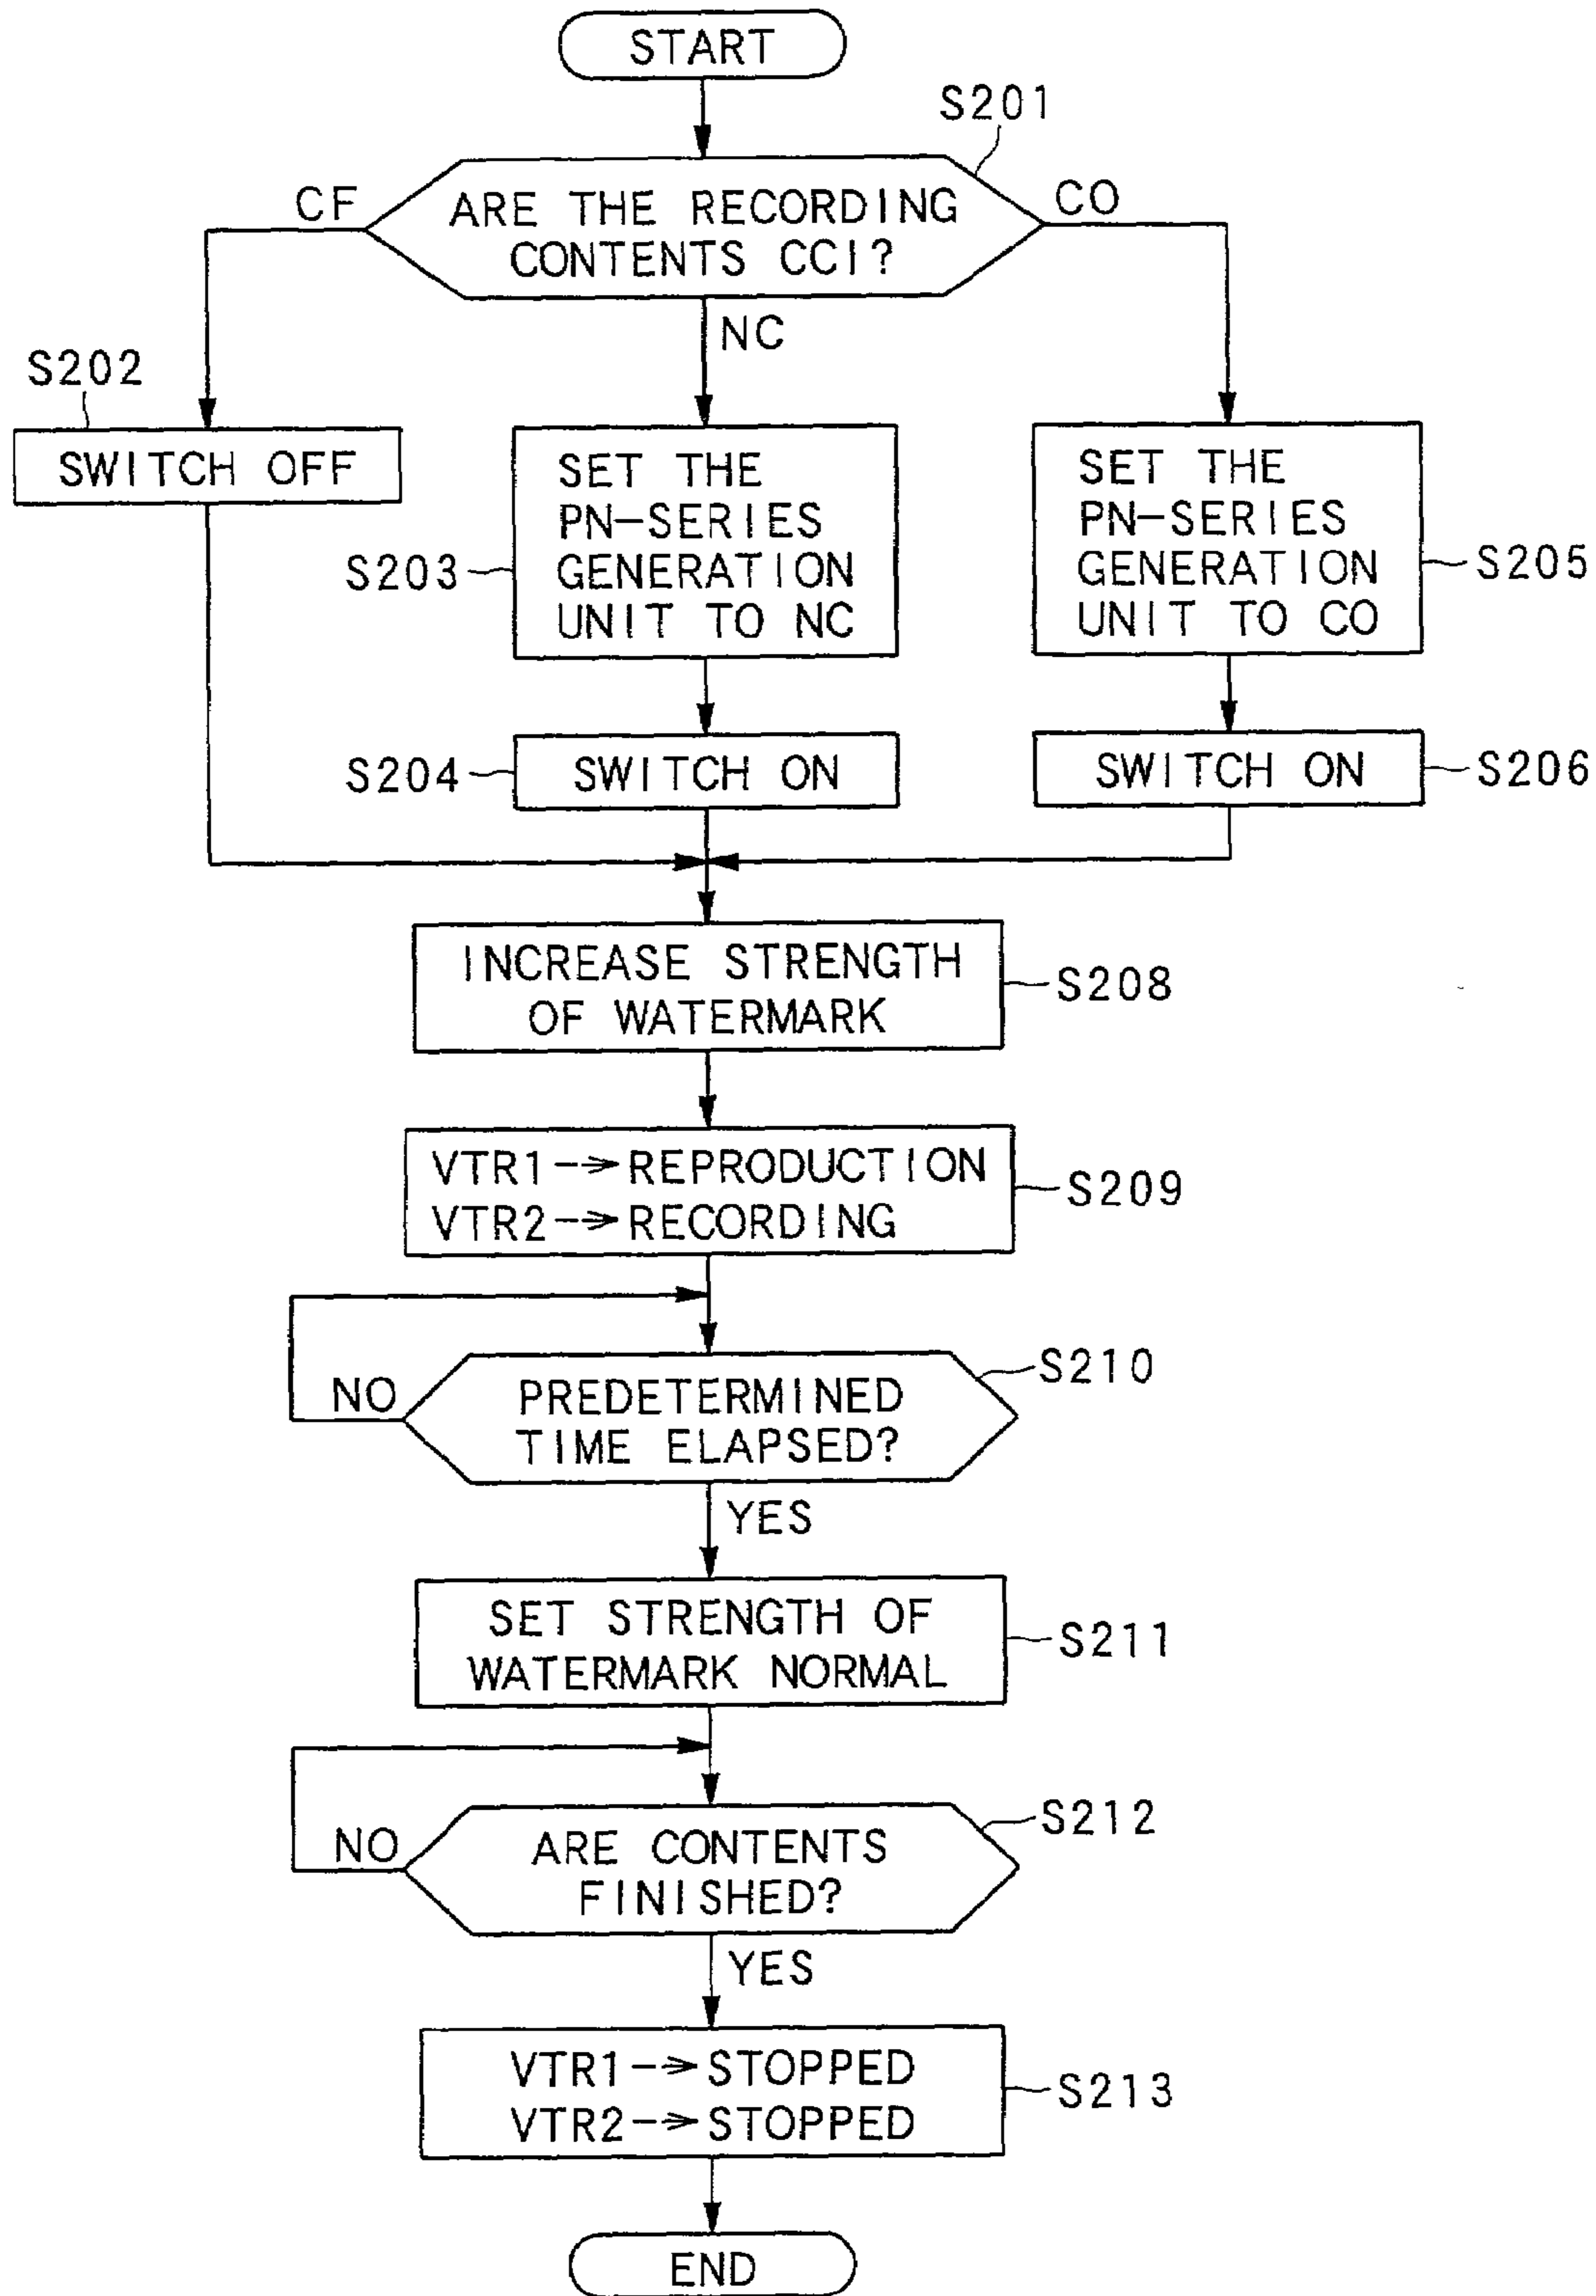 START
S201
CF
ARE THE RECORDING
CONTENTS CCI?
CO
NC
S202
SWITCH OFF
SET THE
PN-SERIES
GENERATION
UNIT TO NC
S203
SET THE
PN-SERIES
GENERATION
UNIT TO CO
S205
S204
SWITCH ON
SWITCH ON
S206
INCREASE STRENGTH
OF WATERMARK
S208
VTR1→REPRODUCTION
VTR2→RECORDING
S209
S210
NO
PREDETERMINED
TIME ELAPSED?
YES
SET STRENGTH OF
WATERMARK NORMAL
S211
S212
NO
ARE CONTENTS
FINISHED?
YES
VTR1→STOPPED
VTR2→STOPPED
S213
END